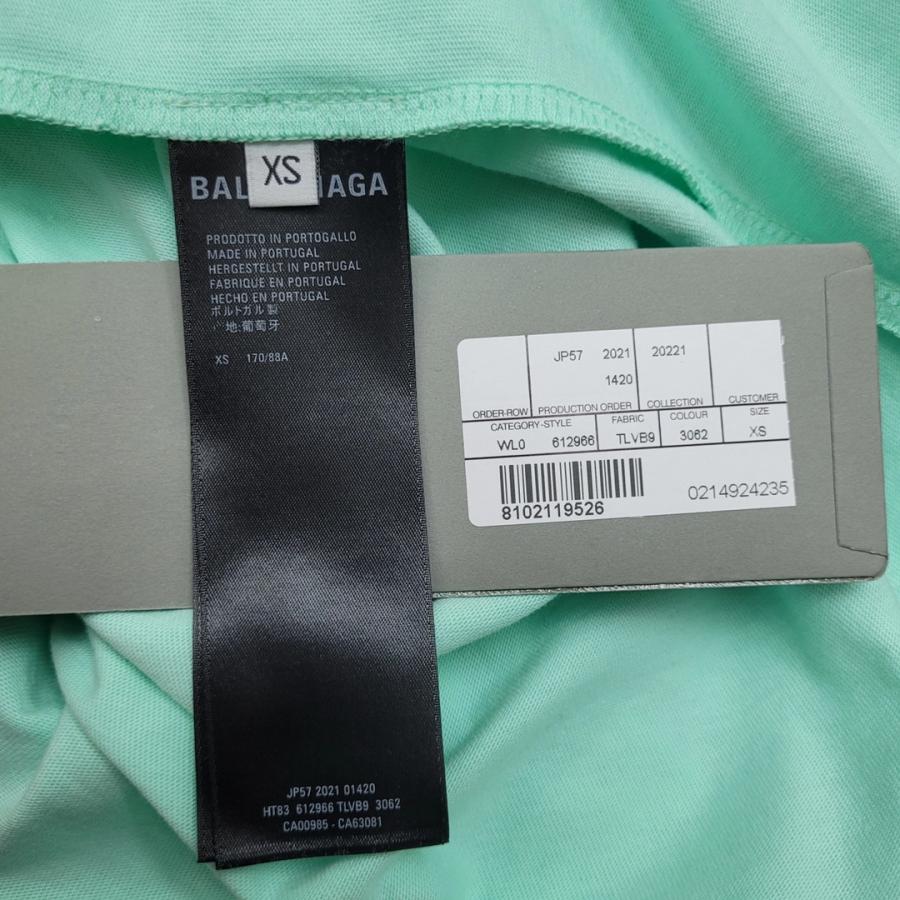 XS
BAL IAGA
PRODOTTO IN PORTOGALLO
MADE IN PORTUGAL
HERGESTELLT IN PORTUGAL
FABRIQUE EN PORTUGAL
HECHO EN PORTUGAL
ポルトガル製
地:葡萄牙
XS 170/88A
JP57 2021 01420
HT83 612966 TLVB9 3062
CA00985 - CA63081
JP57 2021 20221
1420
ORDER-ROW PRODUCTION ORDER COLLECTION CUSTOMER
CATEGORY-STYLE FABRIC COLOUR SIZE
WL0 612966 TLVB9 3062 XS
8102119526
0214924235